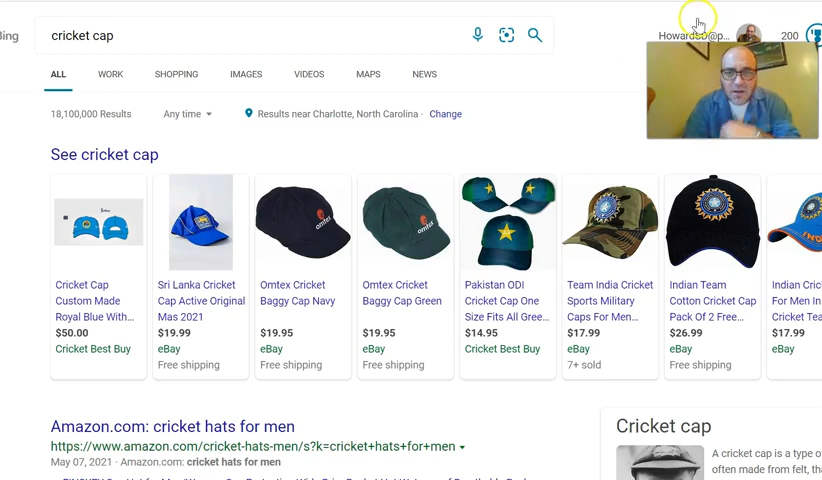 Bing
cricket cap
HowardSD@p...
200
ALL WORK SHOPPING IMAGES VIDEOS MAPS NEWS
18,100,000 Results Any time Results near Charlotte, North Carolina · Change
See cricket cap
Cricket Cap
Custom Made
Royal Blue With…
$50.00
Cricket Best Buy
Sri Lanka Cricket
Cap Active Original
Mas 2021
$19.99
eBay
Free shipping
omtex
Omtex Cricket
Baggy Cap Navy
$19.95
eBay
Free shipping
omtex
Omtex Cricket
Baggy Cap Green
$19.95
eBay
Free shipping
Pakistan ODI
Cricket Cap One
Size Fits All Gree…
$14.95
Cricket Best Buy
Team India Cricket
Sports Military
Caps For Men…
$17.99
eBay
7+ sold
Indian Team
Cotton Cricket Cap
Pack Of 2 Free…
$26.99
eBay
Free shipping
Indian Cric
For Men In
Cricket Tea
$17.99
eBay
Amazon.com: cricket hats for men
https://www.amazon.com/cricket-hats-men/s?k=cricket+hats+for+men
May 07, 2021 · Amazon.com: cricket hats for men
Cricket cap
A cricket cap is a type o
often made from felt, tha